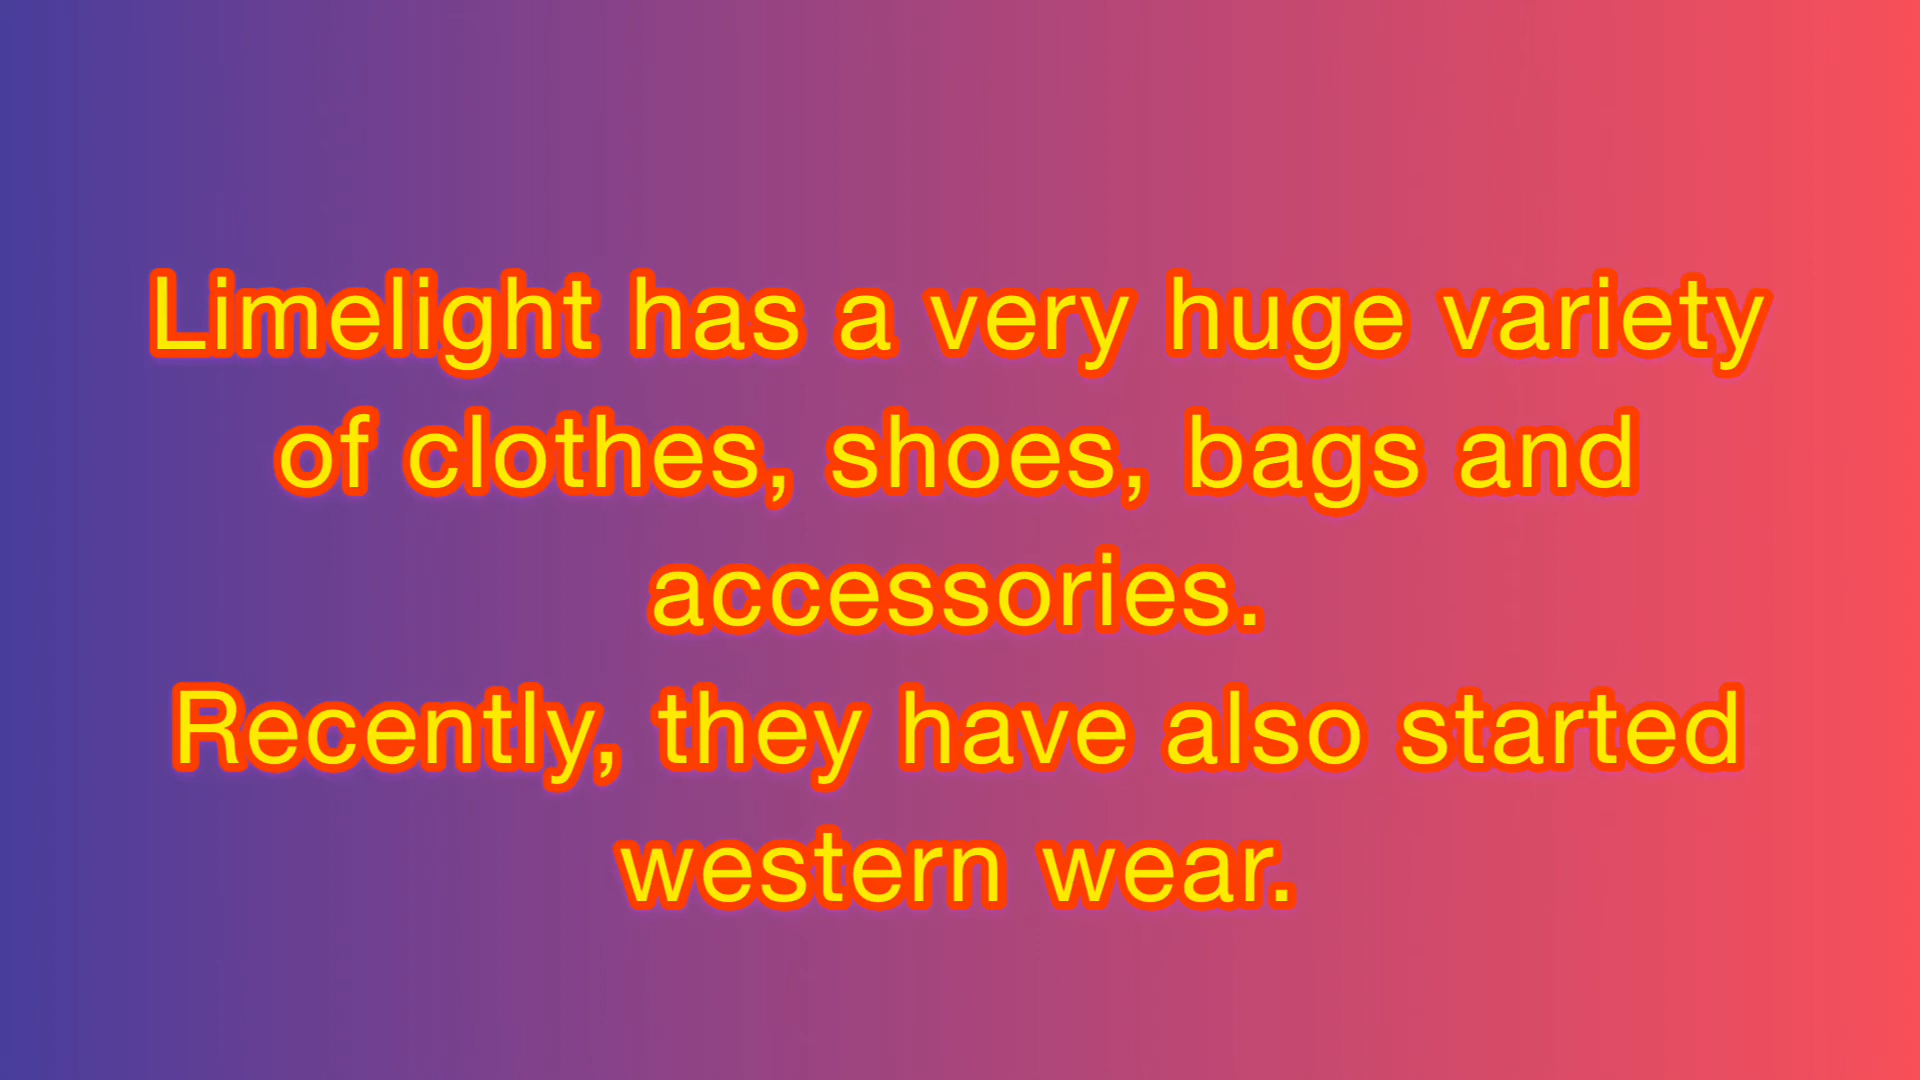 Limelight has a very huge variety
of clothes, shoes, bags and
accessories.
Recently, they have also started
western wear.